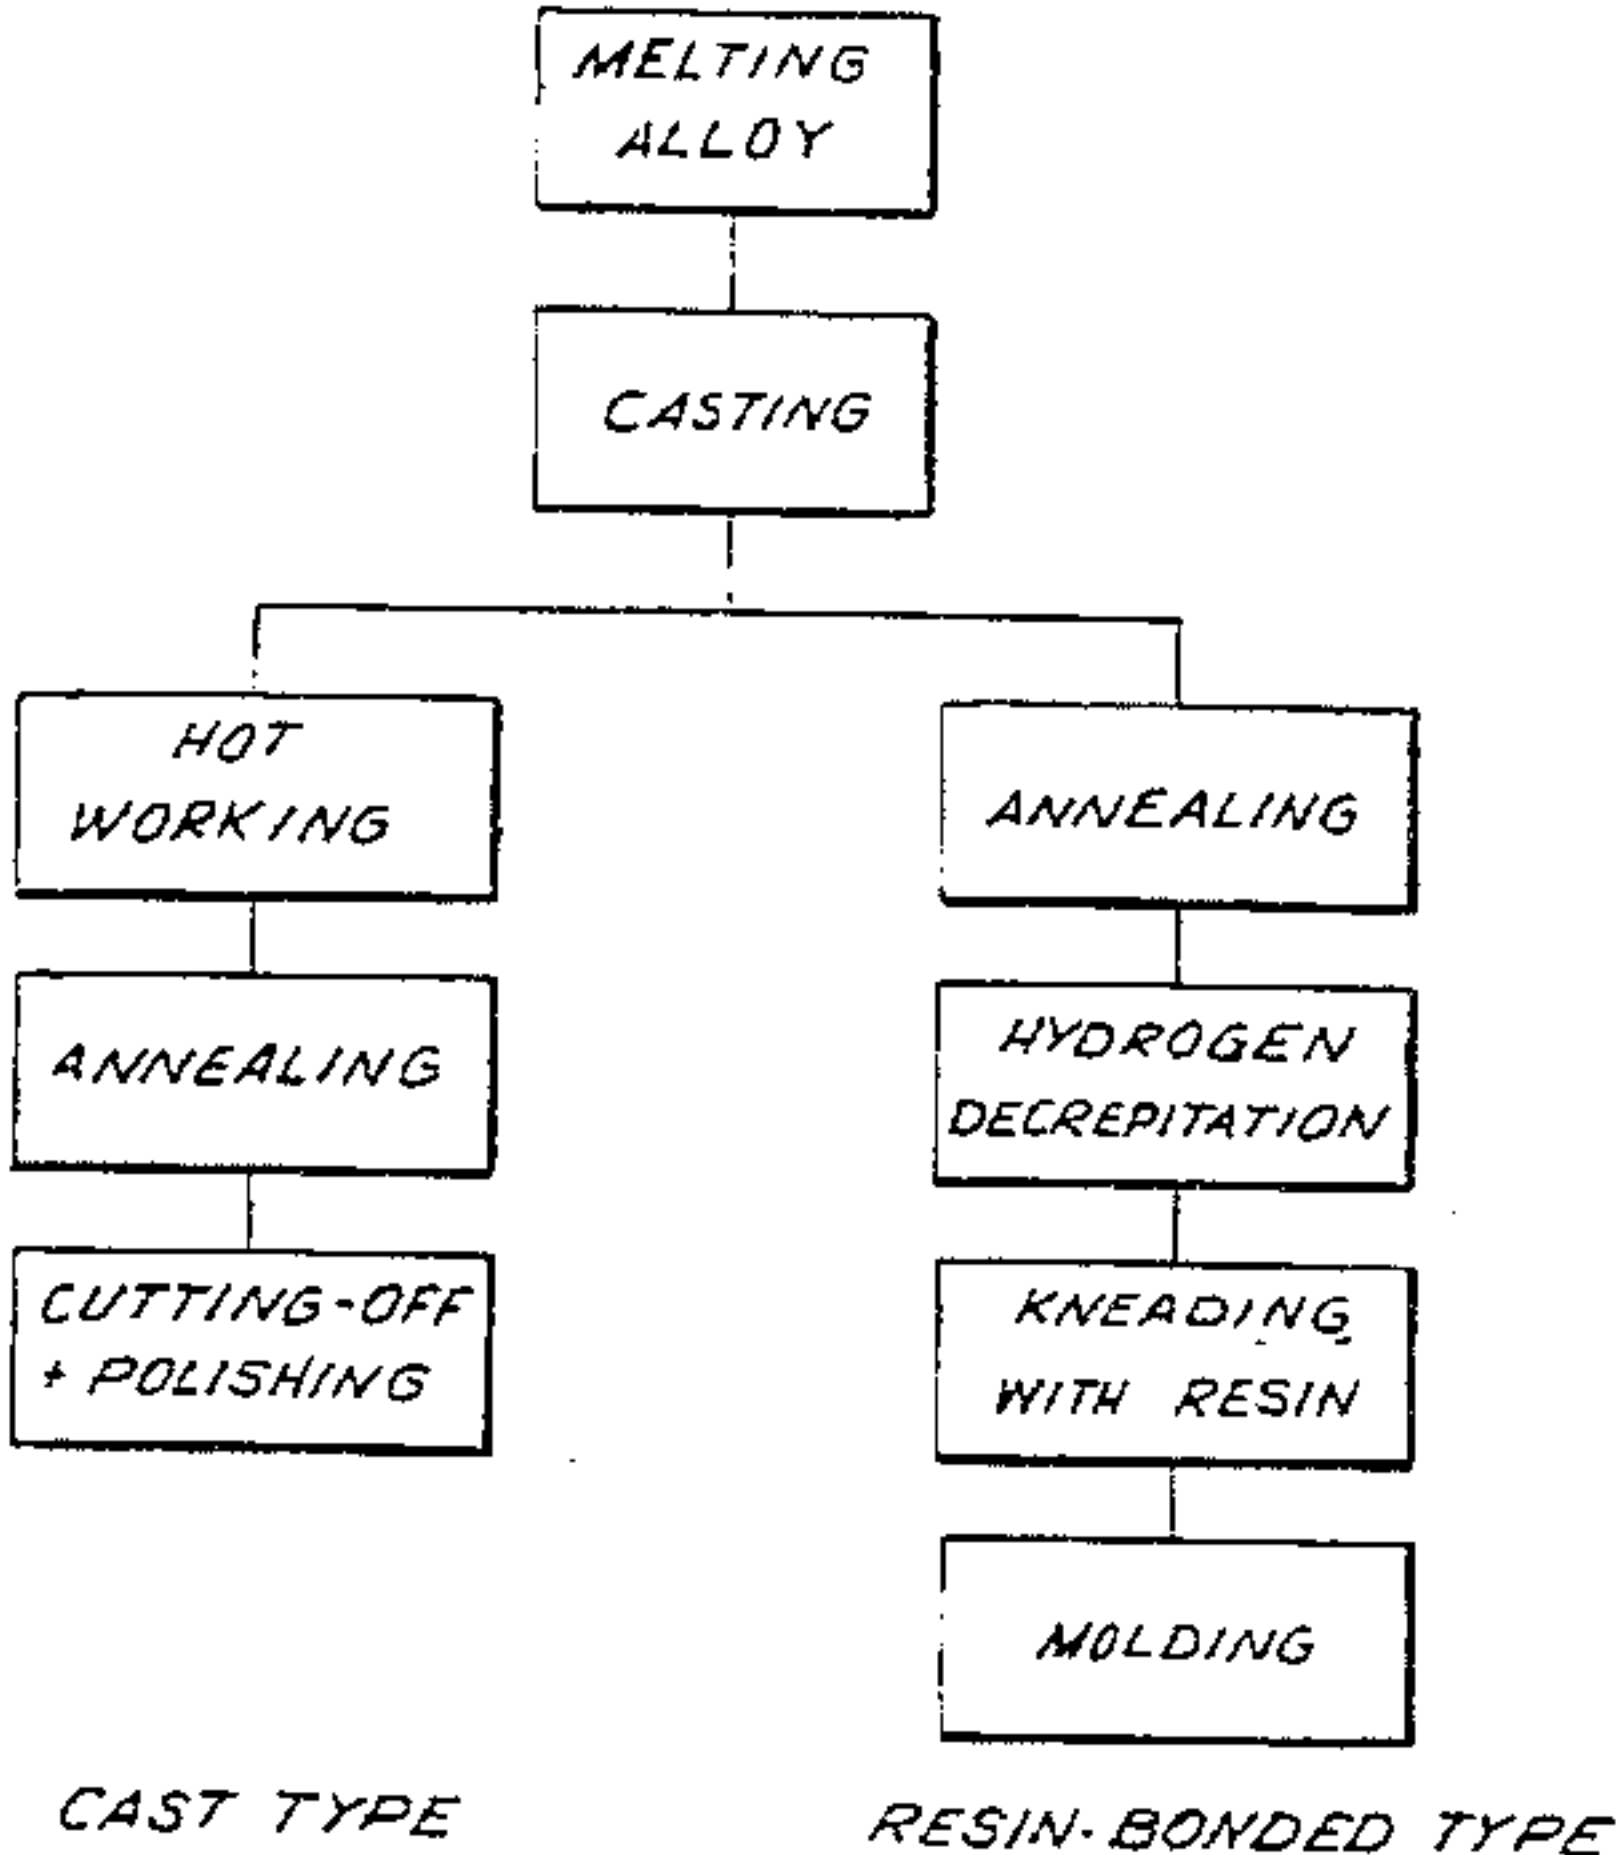 MELTING
ALLOY
CASTING
HOT
WORKING
ANNEALING
CUTTING-OFF
+ POLISHING
CAST TYPE
ANNEALING
HYDROGEN
DECREPITATION
KNEADING
WITH RESIN
MOLDING
RESIN-BONDED TYPE